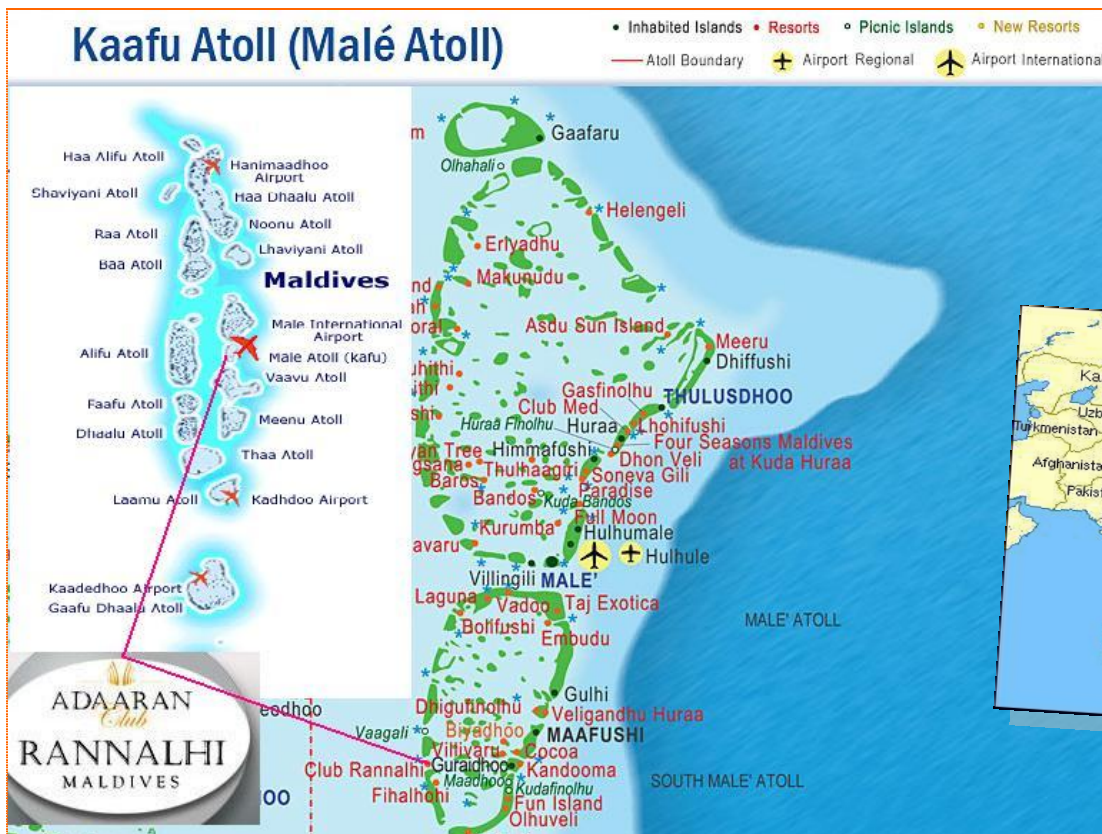 Kaafu Atoll (Malé Atoll)
Inhabited Islands
Resorts
Picnic Islands
New Resorts
Atoll Boundary
Airport Regional
Airport International
Haa Alifu Atoll
Hanimaadhoo
Airport
Shaviyani Atoll
Haa Dhaalu Atoll
Noonu Atoll
Raa Atoll
Lhaviyani Atoll
Baa Atoll
Maldives
Male International
Airport
Alifu Atoll
Male Atoll (kafu)
Vaavu Atoll
Faafu Atoll
Meenu Atoll
Dhaalu Atoll
Thaa Atoll
Laamu Atoll
Kadhdoo Airport
Kaadedhoo Airport
Gaafu Dhaalu Atoll
ADAARAN
Club
RANNALHI
MALDIVES
Gaafaru
Olhahali
Helengeli
Eriyadhu
Makunudu
Asdu Sun Island
Meeru
Dhiffushi
Gasfinolhu
THULUSDHOO
Club Med
Huraa Finolhu
Huraa
Lhohifushi
Four Seasons Maldives
at Kuda Huraa
Himmafushi
Dhon Veli
Thulhaagiri
Soneva Gili
Baros
Paradise
Bandos
Kuda Bandos
Kurumba
Full Moon
Hulhumale
Hulhule
avaru
Villingili
MALE'
Laguna
Vadoo
Taj Exotica
Bolifushi
Embudu
MALE' ATOLL
Gulhi
Dhigufinolhu
Veligandhu Huraa
Vaagali
Biyadhoo
MAAFUSHI
Villivaru
Cocoa
Club Rannalhi
Guraidhoo
Kandooma
Maadhoo
Kudafinolhu
Fihalhohi
Fun Island
Olhuveli
SOUTH MALE' ATOLL
Turkmenistan
Uzb
Afghanista
Pakis
Ka